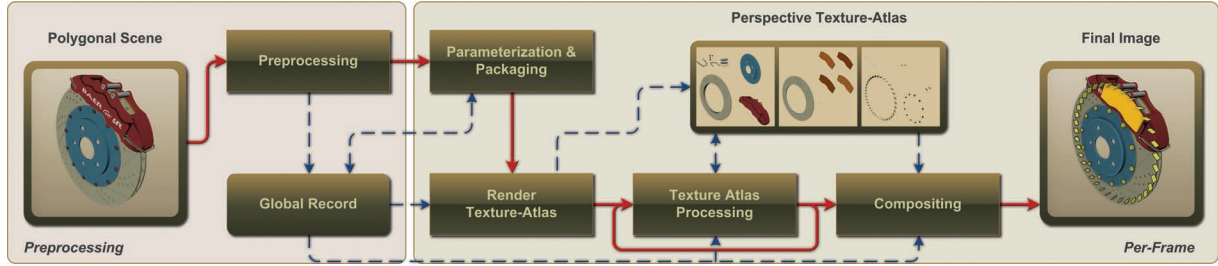 Polygonal Scene
Preprocessing
Parameterization &
Packaging
Perspective Texture-Atlas
Final Image
BAER
Global Record
Render
Texture-Atlas
Texture Atlas
Processing
Compositing
Preprocessing
Per-Frame